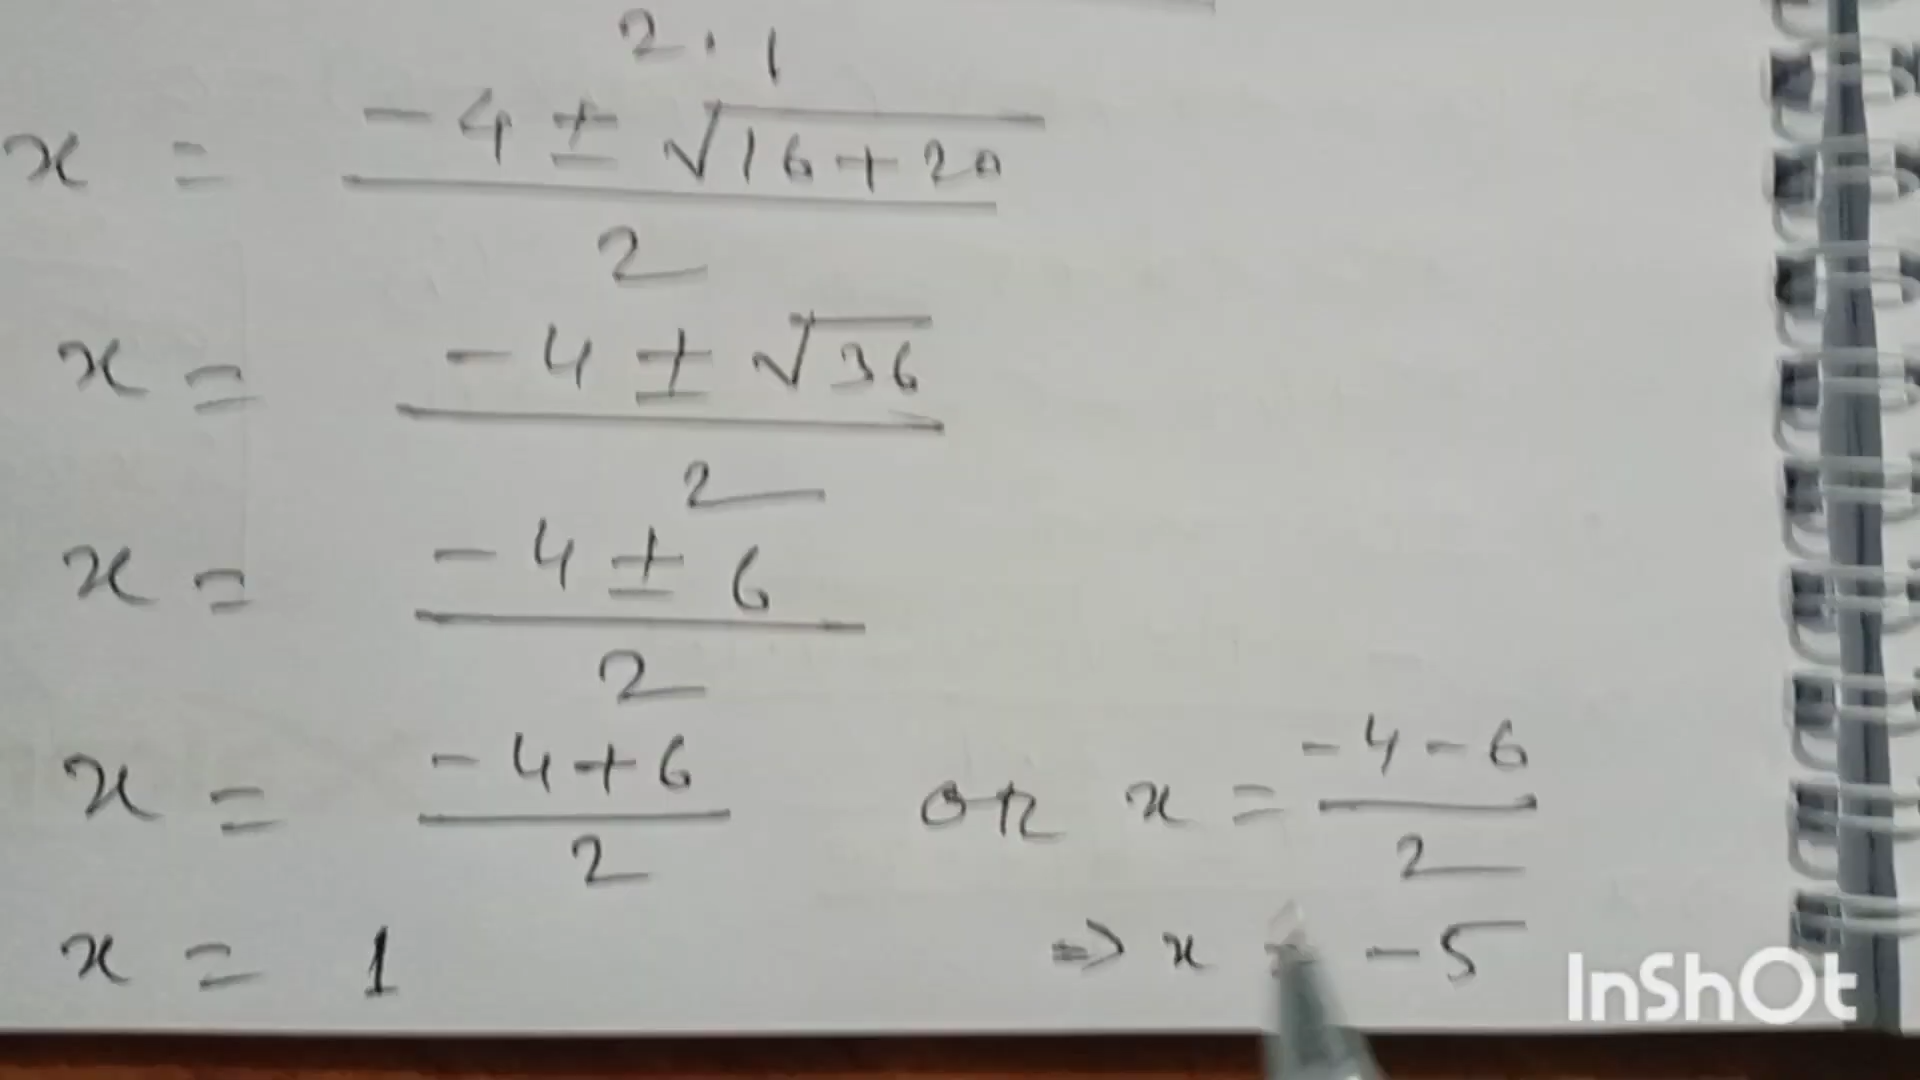 2·1
x = (-4 ± √(16+20))/2
x = (-4 ± √36)/2
x = (-4 ± 6)/2
x = (-4+6)/2 or x = (-4-6)/2
x = 1 ⇒ x = -5
InShOt